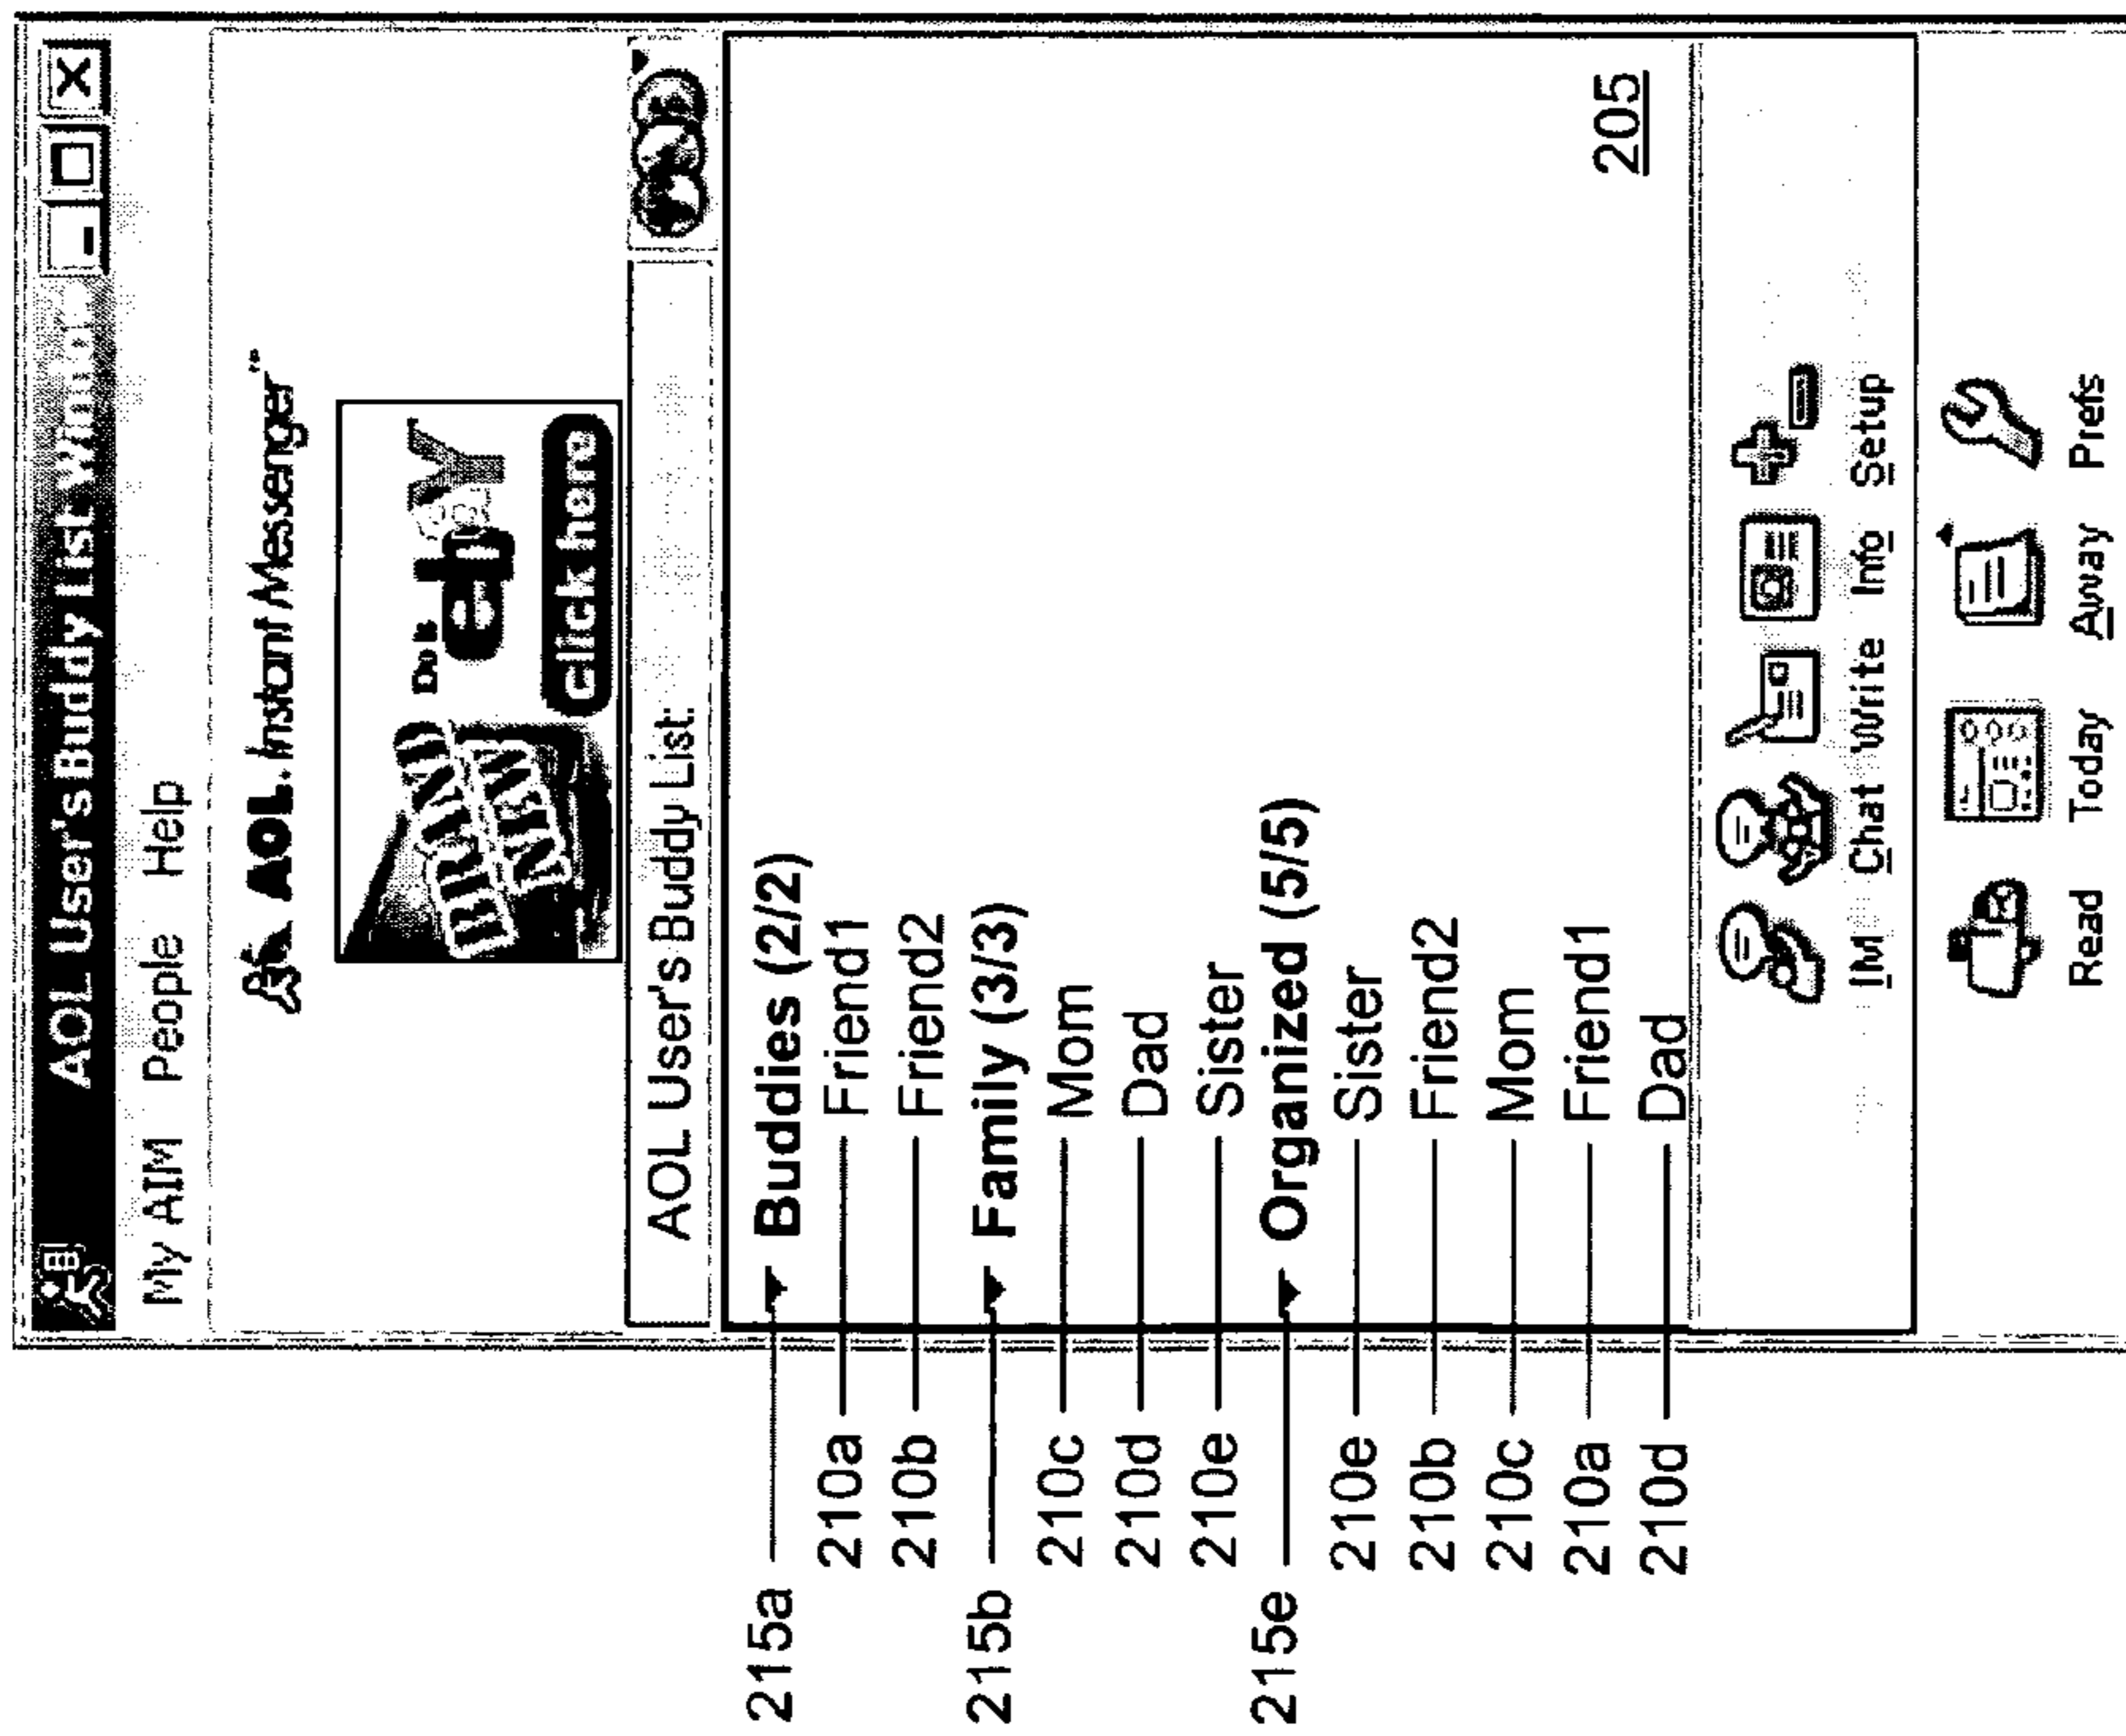 AOL User's Buddy List Window
My AIM People Help
AOL Instant Messenger™
BRAND NEW
Do it eBay
click here
AOL User's Buddy List:
215a Buddies (2/2)
210a Friend1
210b Friend2
215b Family (3/3)
210c Mom
210d Dad
210e Sister
215e Organized (5/5)
210e Sister
210b Friend2
210c Mom
210a Friend1
210d Dad
205
IM Chat Write Info Setup
Read Today Away Prefs